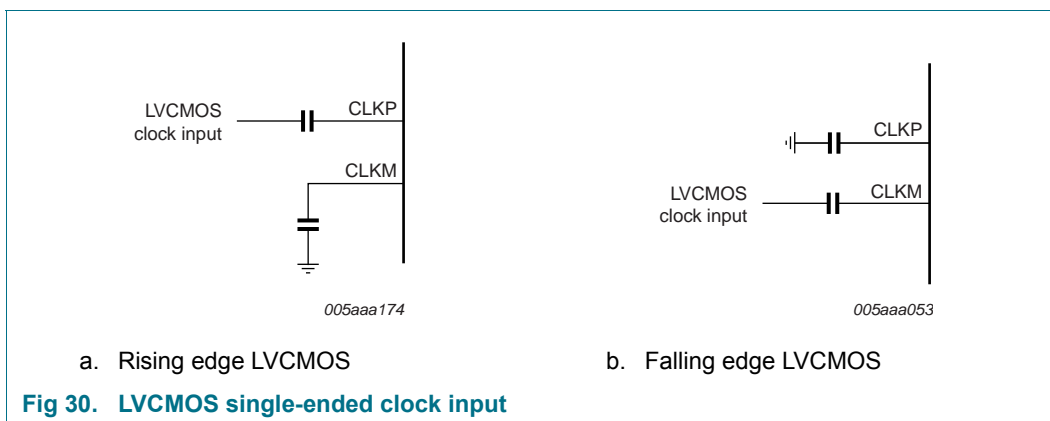 LVCMOS
clock input
CLKP
CLKM
005aaa174
CLKP
LVCMOS
clock input
CLKM
005aaa053
a. Rising edge LVCMOS
b. Falling edge LVCMOS
Fig 30. LVCMOS single-ended clock input